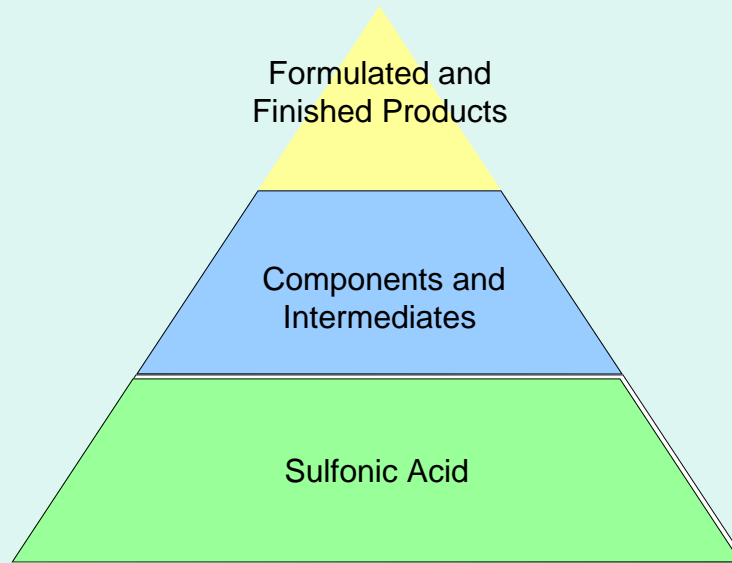 Formulated and
Finished Products
Components and
Intermediates
Sulfonic Acid